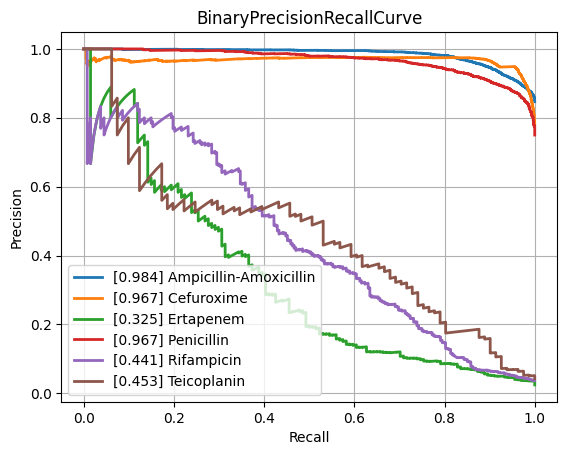 BinaryPrecisionRecallCurve
Precision
1.0
0.8
0.6
0.4
0.2
0.0
[0.984] Ampicillin-Amoxicillin
[0.967] Cefuroxime
[0.325] Ertapenem
[0.967] Penicillin
[0.441] Rifampicin
[0.453] Teicoplanin
0.0 0.2 0.4 0.6 0.8 1.0
Recall